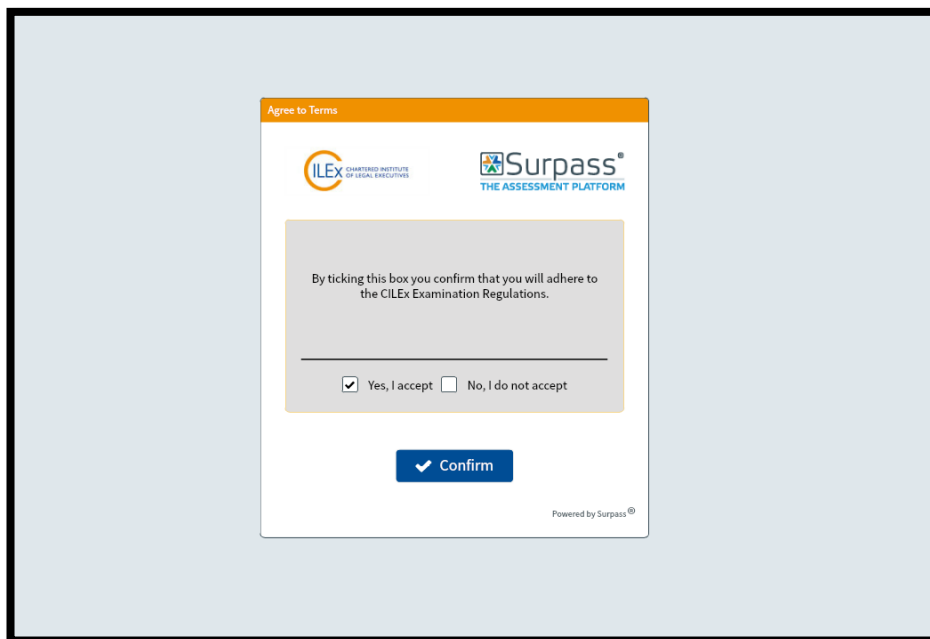 Agree to Terms
ILEx CHARTERED INSTITUTE
OF LEGAL EXECUTIVES
Surpass®
THE ASSESSMENT PLATFORM
By ticking this box you confirm that you will adhere to
the CILEx Examination Regulations.
Yes, I accept No, I do not accept
Confirm
Powered by Surpass®